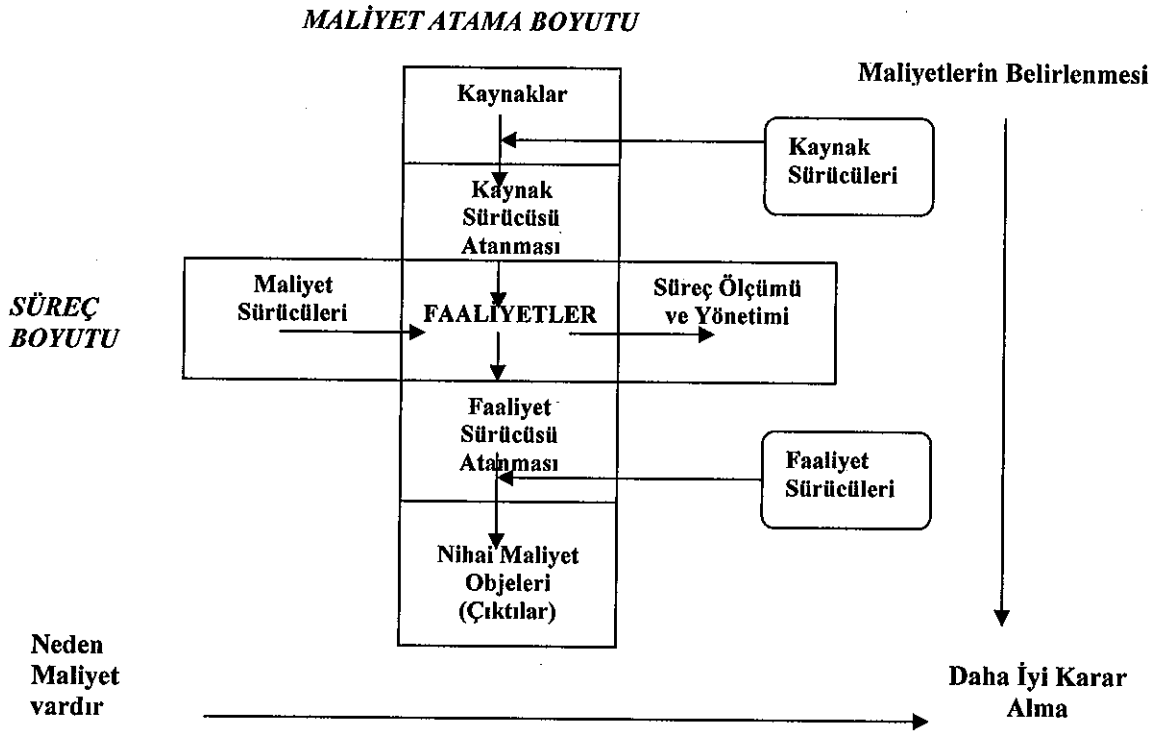 MALİYET ATAMA BOYUTU
Maliyetlerin Belirlenmesi
Kaynaklar
Kaynak
Sürücüleri
Kaynak
Sürücüsü
Atanması
SÜREÇ
BOYUTU
Maliyet
Sürücüleri
FAALİYETLER
Süreç Ölçümü
ve Yönetimi
Faaliyet
Sürücüsü
Atanması
Faaliyet
Sürücüleri
Nihai Maliyet
Objeleri
(Çıktılar)
Neden
Maliyet
vardır
Daha İyi Karar
Alma